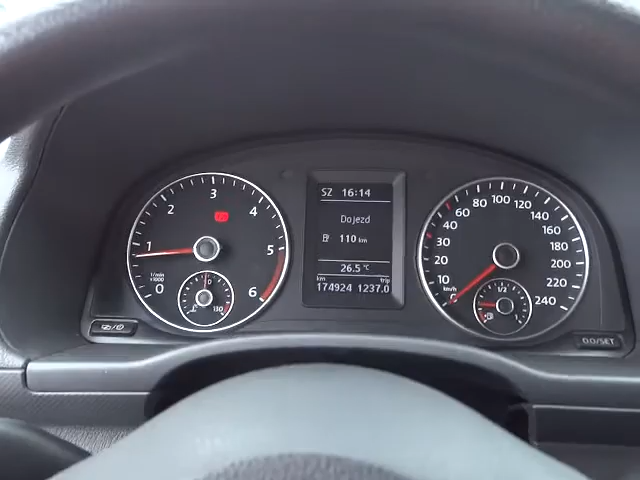 3
2
4
1
5
1/min
x1000
0
6
0
130
SZ 16:14
Dojezd
110 km
26.5 °C
km trip
174924 1237.0
100
80 120
60 140
40 160
30 180
20 200
10 220
km/h 240
1/2
0.0/SET